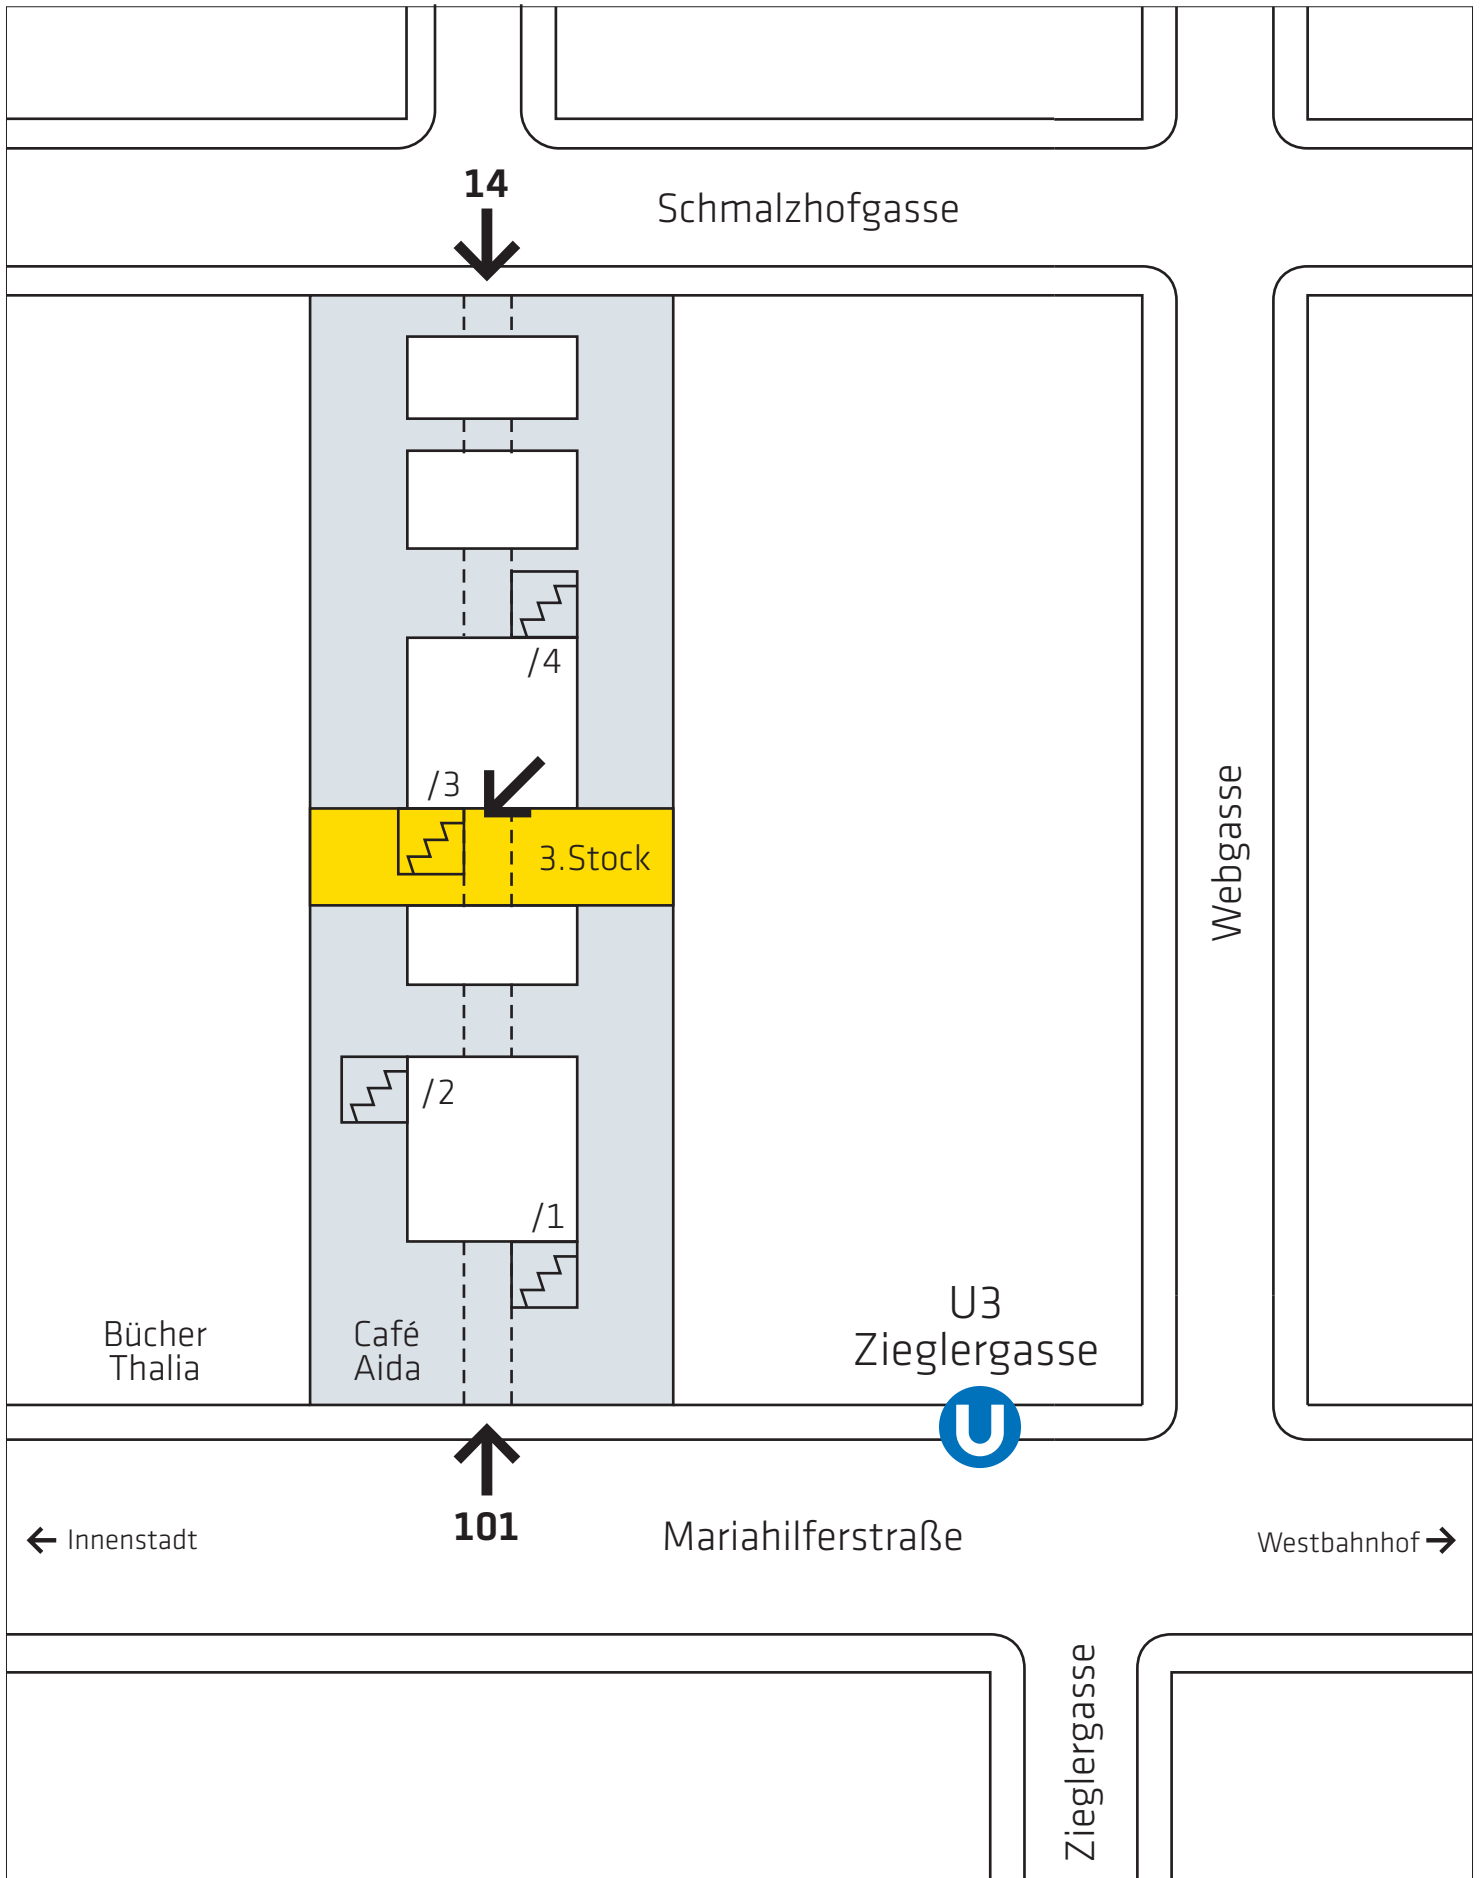 14
Schmalzhofgasse
/4
/3
3.Stock
Webgasse
/2
/1
U3
Zieglergasse
Bücher
Thalia
Café
Aida
U
101
Mariahilferstraße
Innenstadt
Westbahnhof
Zieglergasse